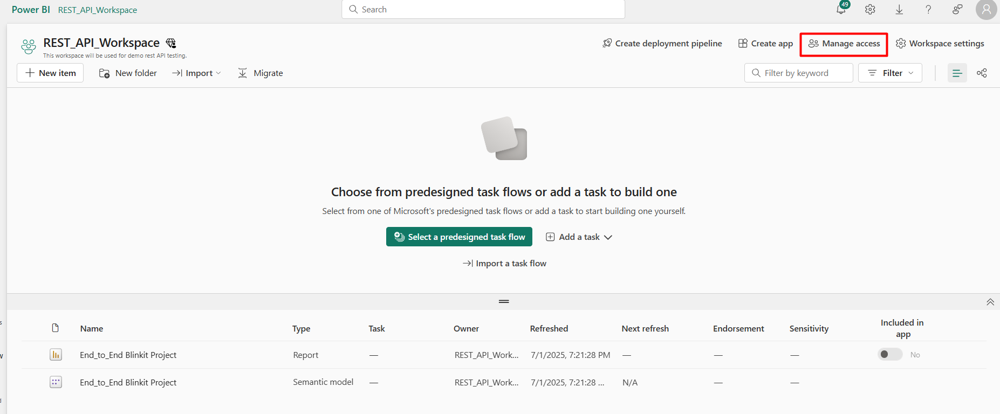 Power BI REST_API_Workspace Search 49
REST_API_Workspace Create deployment pipeline Create app Manage access Workspace settings
This workspace will be used for demo rest API testing.
New item New folder Import Migrate Filter by keyword Filter
Choose from predesigned task flows or add a task to build one
Select from one of Microsoft's predesigned task flows or add a task to start building one yourself.
Select a predesigned task flow Add a task
Import a task flow
Name Type Task Owner Refreshed Next refresh Endorsement Sensitivity Included in
app
End_to_End Blinkit Project Report — REST_API_Work... 7/1/2025, 7:21:28 PM — — — No
End_to_End Blinkit Project Semantic model — REST_API_Work... 7/1/2025, 7:21:28 ... N/A — —